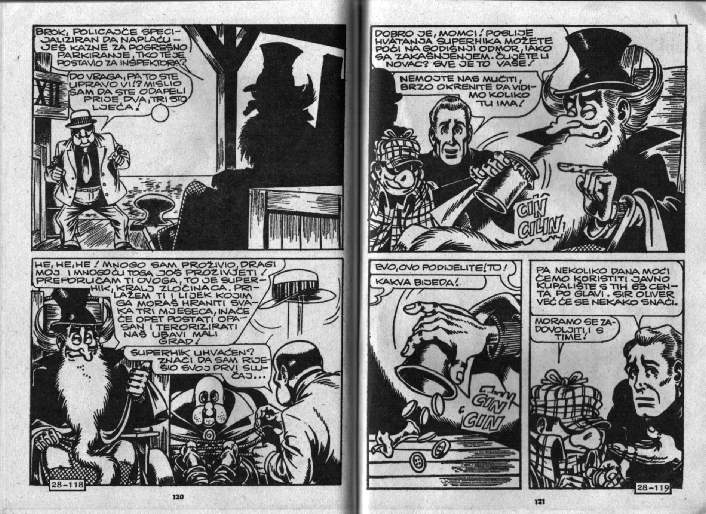 BROK, POLICAJČE SPECI-
JALIZIRAN DA NAPLAĆU-
JEŠ KAZNE ZA POGREŠNO
PARKIRANJE, TKO TE JE
POSTAVIO ZA INSPEKTORA?
DO VRAGA, PA TO STE
UPRAVO VI!? MISLIO
SAM DA STE ODAPELI
PRIJE DVA, TRI STO
LJEĆA!
XI
HE, HE, HE! MNOGO SAM PROŽIVIO, DRAGI
MOJ I MNOGO ĆU TOGA JOŠ PROŽIVJETI!
PREPORUČAM TI OVOGA, TO JE SUPER-
HIK, KRALJ ZLOČINACA. PRI-
LAŽEM TI I LIJEK KOJIM
GA MORAŠ HRANITI SVA-
KA TRI MJESECA, INAČE
ĆE OPET POSTATI OPA-
SAN I TERORIZIRATI
NAŠ LJUBAVI MALI
GRAD!
SUPERHIK UHVAĆEN?
ZNAČI DA SAM RIJE-
ŠIO SVOJ PRVI SLU-
ČAJ...
28-118
120
DOBRO JE, MOMCI! POSLIJE
HVATANJA SUPERHIKA MOŽETE
POĆI NA GODIŠNJI ODMOR, IAKO
SA ZAKAŠNJENJEM. ČUJETE LI
NOVAC? SVE JE TO VAŠE!
NEMOJTE NAS MUČITI,
BRZO OKRENITE DA VIDI-
MO KOLIKO
TU IMA!
CIN
CILIN
EVO, OVO PODIJELITE! TO!
KAKVA BIJEDA!
CIN
CIN
PA NEKOLIKO DANA MOĆI
ĆEMO KORISTITI JAVNO
KUPALIŠTE S TIH 63 CEN-
TA PO GLAVI. SIR OLIVER
VEĆ ĆE SE NEKAKO SNAĆI.
MORAMO SE ZA-
DOVOLJITI I S
TIME!
28-119
121